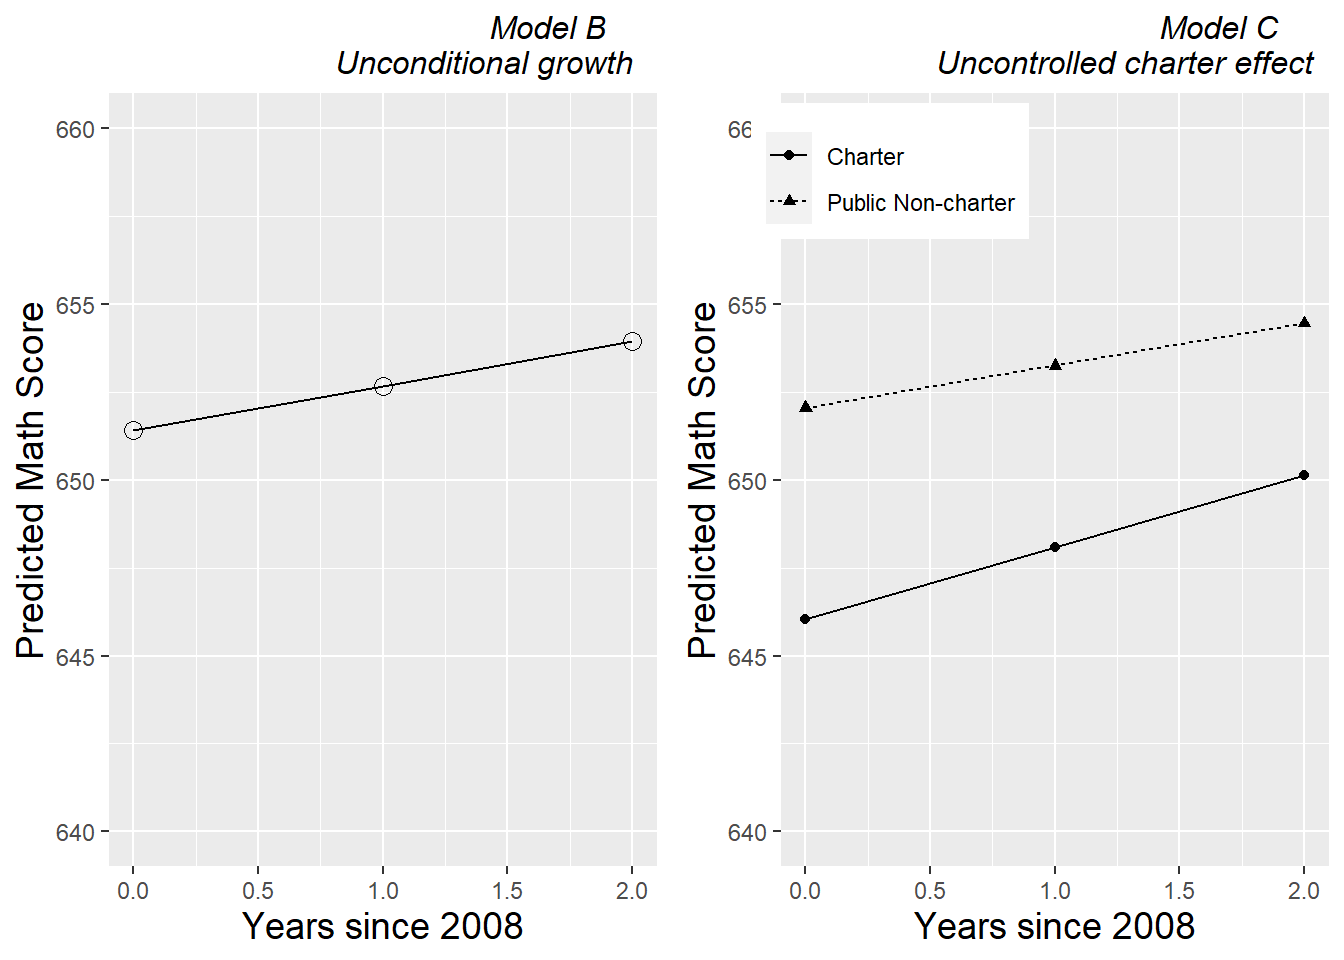 Model B
Unconditional growth
Predicted Math Score
660
655
650
645
640
0.0 0.5 1.0 1.5 2.0
Years since 2008
Model C
Uncontrolled charter effect
Predicted Math Score
66
655
650
645
640
Charter
Public Non-charter
0.0 0.5 1.0 1.5 2.0
Years since 2008